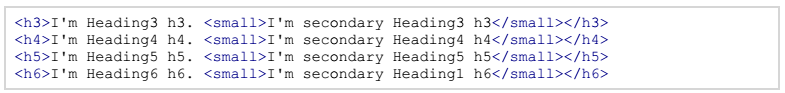 <h3>I'm Heading3 h3. <small>I'm secondary Heading3 h3</small></h3>
<h4>I'm Heading4 h4. <small>I'm secondary Heading4 h4</small></h4>
<h5>I'm Heading5 h5. <small>I'm secondary Heading5 h5</small></h5>
<h6>I'm Heading6 h6. <small>I'm secondary Heading1 h6</small></h6>